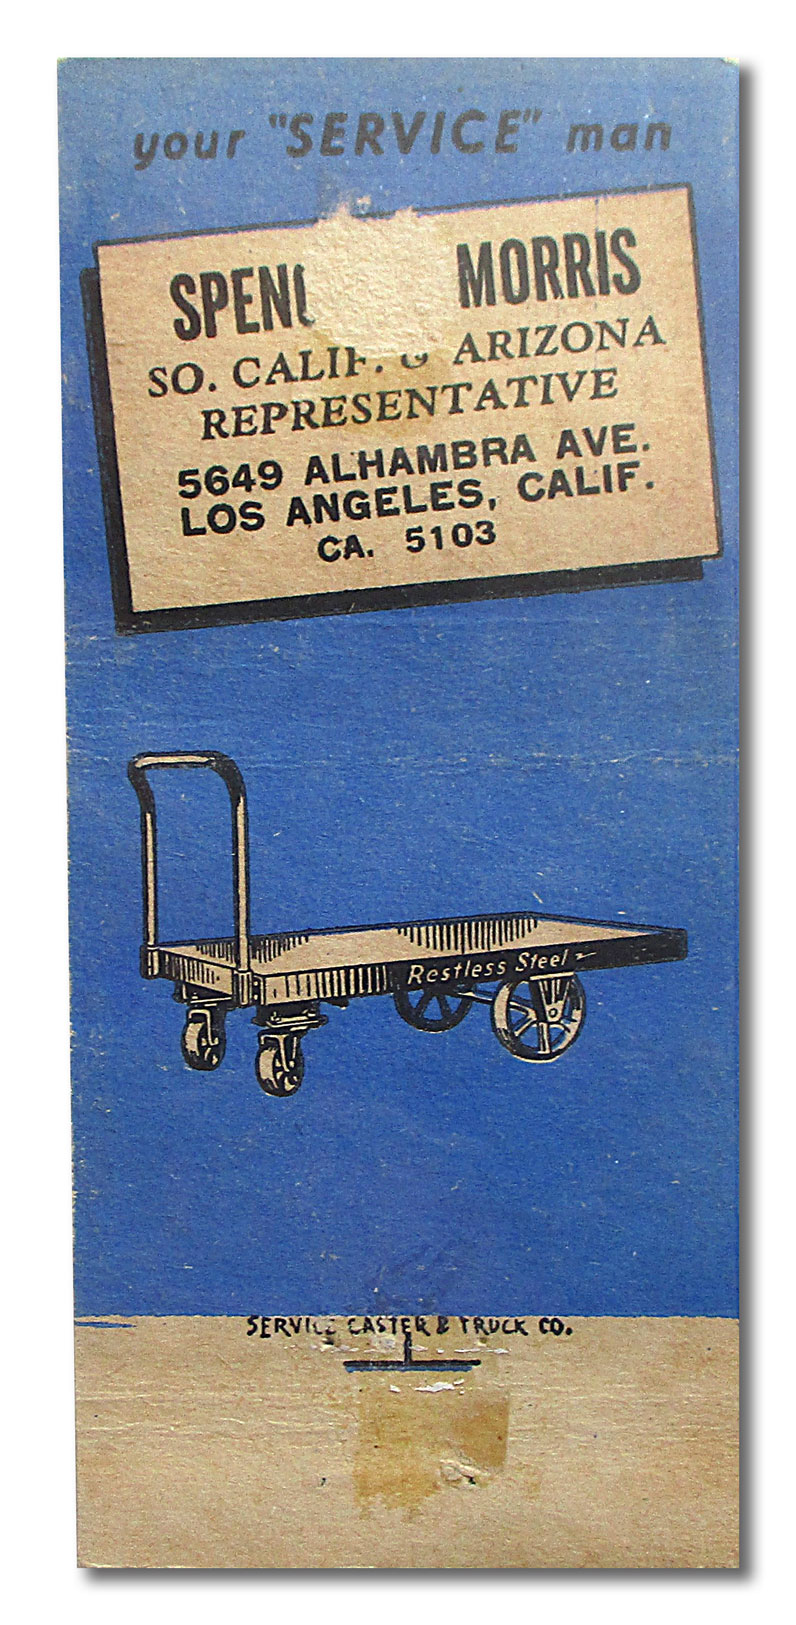 your "SERVICE" man
MORRIS
SO. CALIF. & ARIZONA
REPRESENTATIVE
5649 ALHAMBRA AVE.
LOS ANGELES, CALIF.
CA. 5103
Restless Steel
SERVICE CASTER & TRUCK CO.